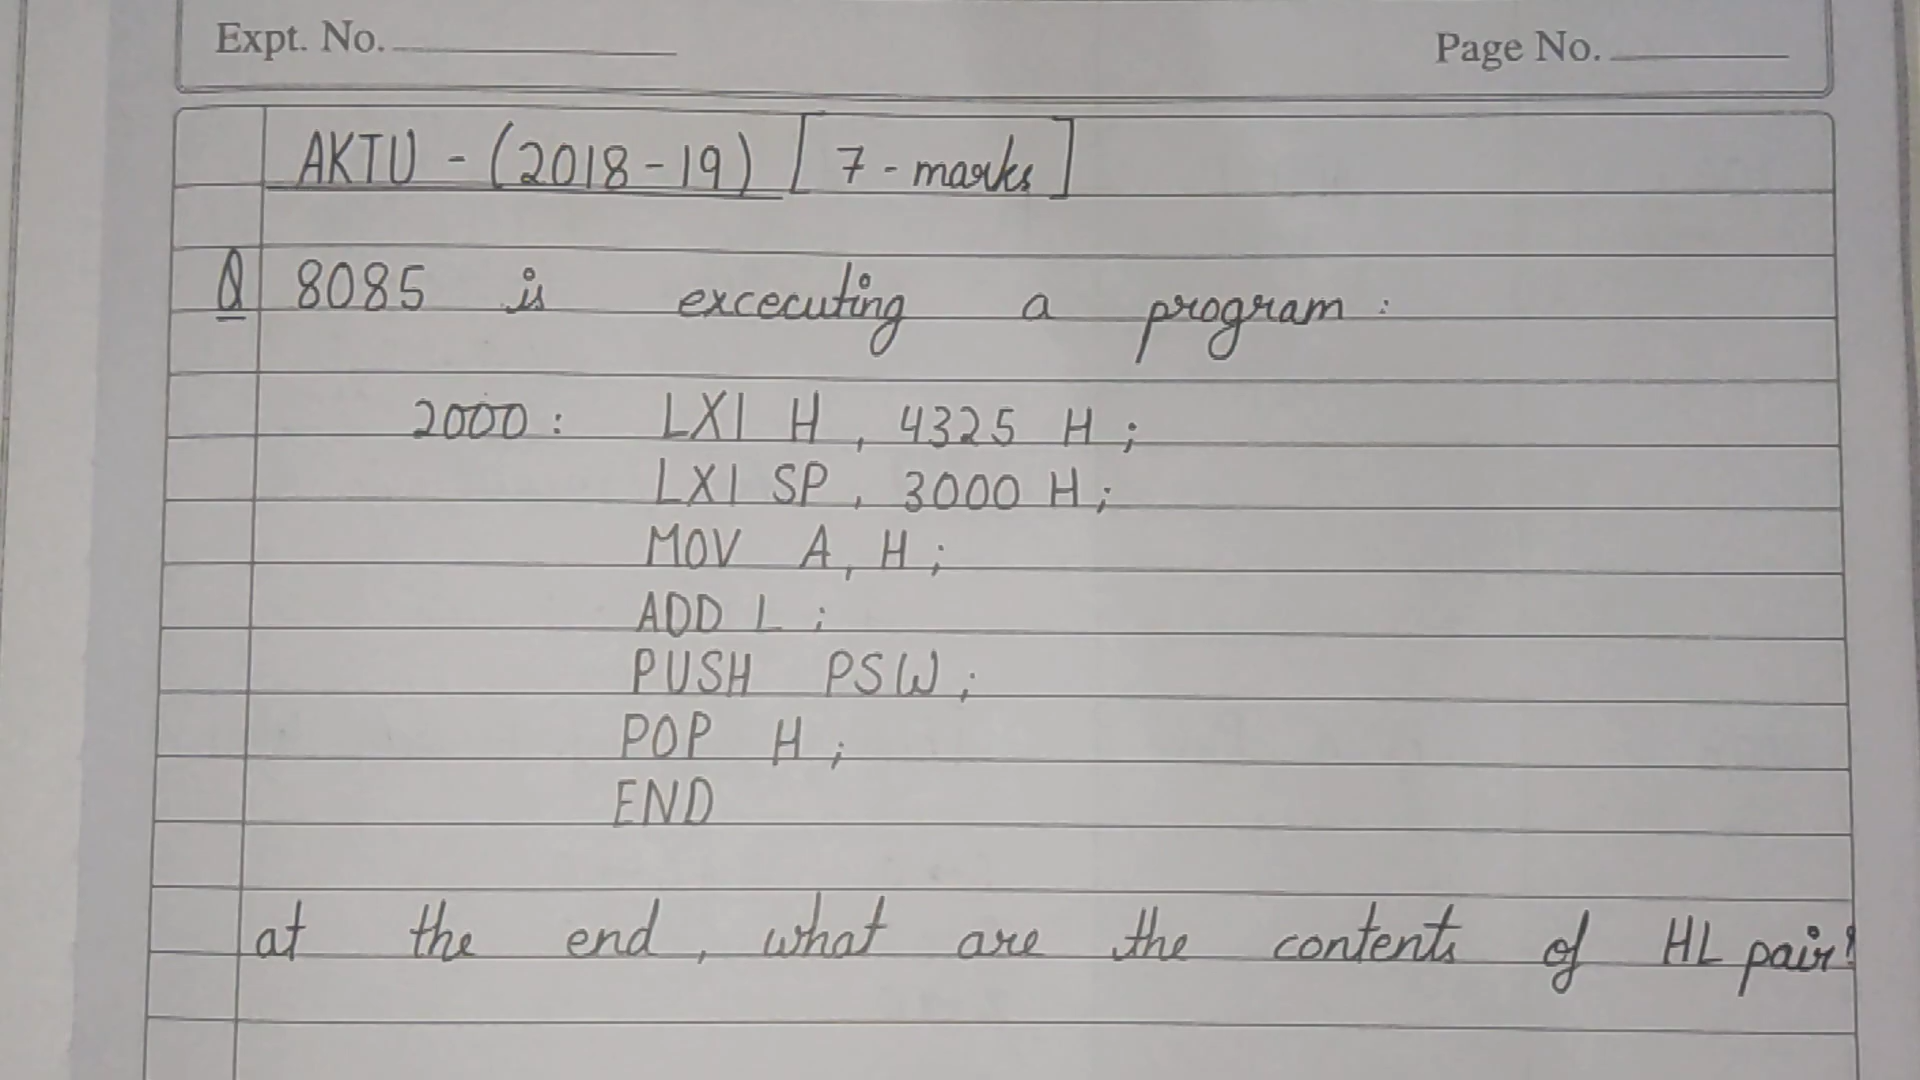 Expt. No.
Page No.
AKTU - (2018-19) [7-marks]
Q 8085 is excecuting a program :
2000 : LXI H, 4325 H ;
LXI SP, 3000 H ;
MOV A, H ;
ADD L ;
PUSH PSW ;
POP H ;
END
at the end, what are the contents of HL pair?